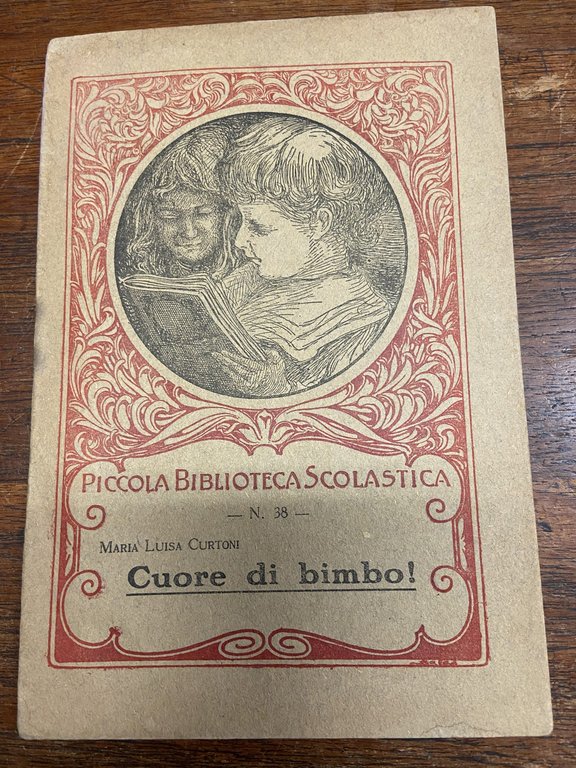 PICCOLA BIBLIOTECA SCOLASTICA
— N. 38 —
MARIA LUISA CURTONI
Cuore di bimbo!